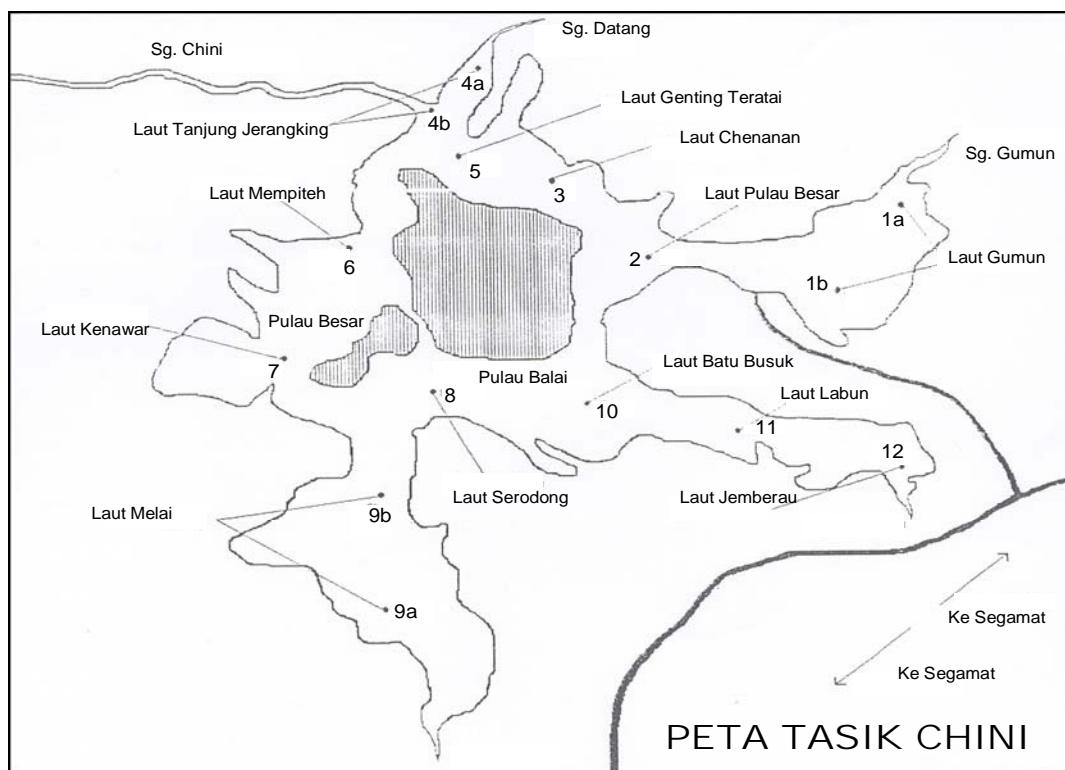 Sg. Datang
Sg. Chini
4a
Laut Genting Teratai
4b
Laut Tanjung Jerangking
Laut Chenanan
5
Sg. Gumun
3
Laut Mempiteh
Laut Pulau Besar
1a
2
6
Laut Gumun
1b
Pulau Besar
Laut Kenawar
Laut Batu Busuk
7
Pulau Balai
Laut Labun
8
10
11
12
Laut Serodong
Laut Jemberau
Laut Melai
9b
9a
Ke Segamat
Ke Segamat
PETA TASIK CHINI